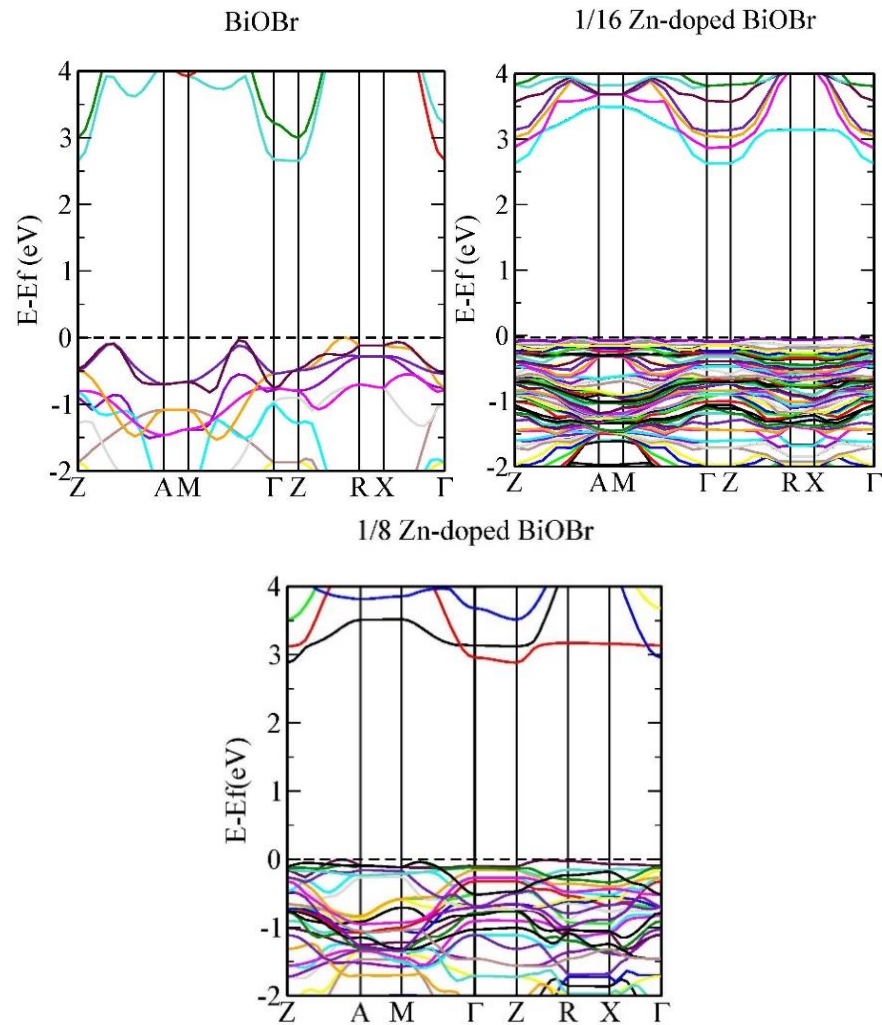 BiOBr
1/16 Zn-doped BiOBr
4
3
2
1
0
-1
-2
E-Ef (eV)
Z A M Γ Z R X Γ
4
3
2
1
0
-1
-2
E-Ef (eV)
Z A M Γ Z R X Γ
1/8 Zn-doped BiOBr
4
3
2
1
0
-1
-2
E-Ef(eV)
Z A M Γ Z R X Γ